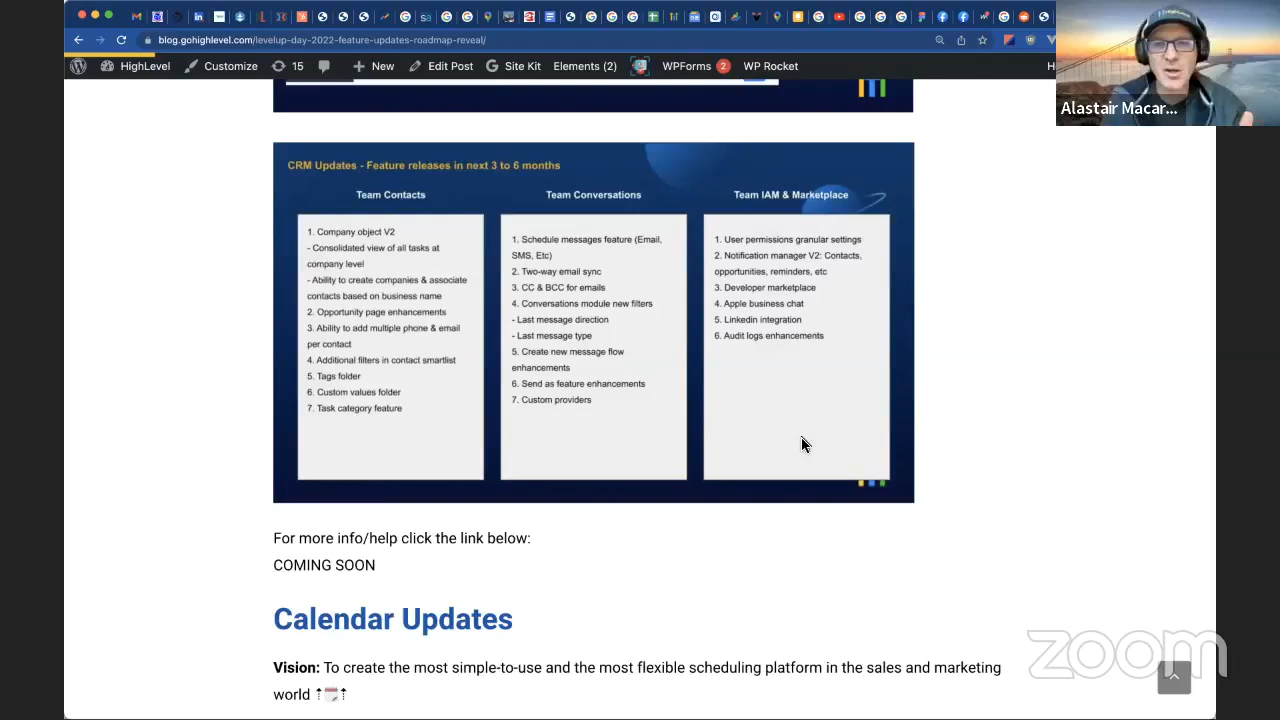 blog.gohighlevel.com/levelup-day-2022-feature-updates-roadmap-reveal/
HighLevel Customize 15 New Edit Post Site Kit Elements (2) WPForms 2 WP Rocket H
Alastair Macar...
CRM Updates - Feature releases in next 3 to 6 months
Team Contacts
1. Company object V2
- Consolidated view of all tasks at
company level
- Ability to create companies & associate
contacts based on business name
2. Opportunity page enhancements
3. Ability to add multiple phone & email
per contact
4. Additional filters in contact smartlist
5. Tags folder
6. Custom values folder
7. Task category feature
Team Conversations
1. Schedule messages feature (Email,
SMS, Etc)
2. Two-way email sync
3. CC & BCC for emails
4. Conversations module new filters
- Last message direction
- Last message type
5. Create new message flow
enhancements
6. Send as feature enhancements
7. Custom providers
Team IAM & Marketplace
1. User permissions granular settings
2. Notification manager V2: Contacts,
opportunities, reminders, etc
3. Developer marketplace
4. Apple business chat
5. Linkedin integration
6. Audit logs enhancements
For more info/help click the link below:
COMING SOON
Calendar Updates
Vision: To create the most simple-to-use and the most flexible scheduling platform in the sales and marketing
world
zoom